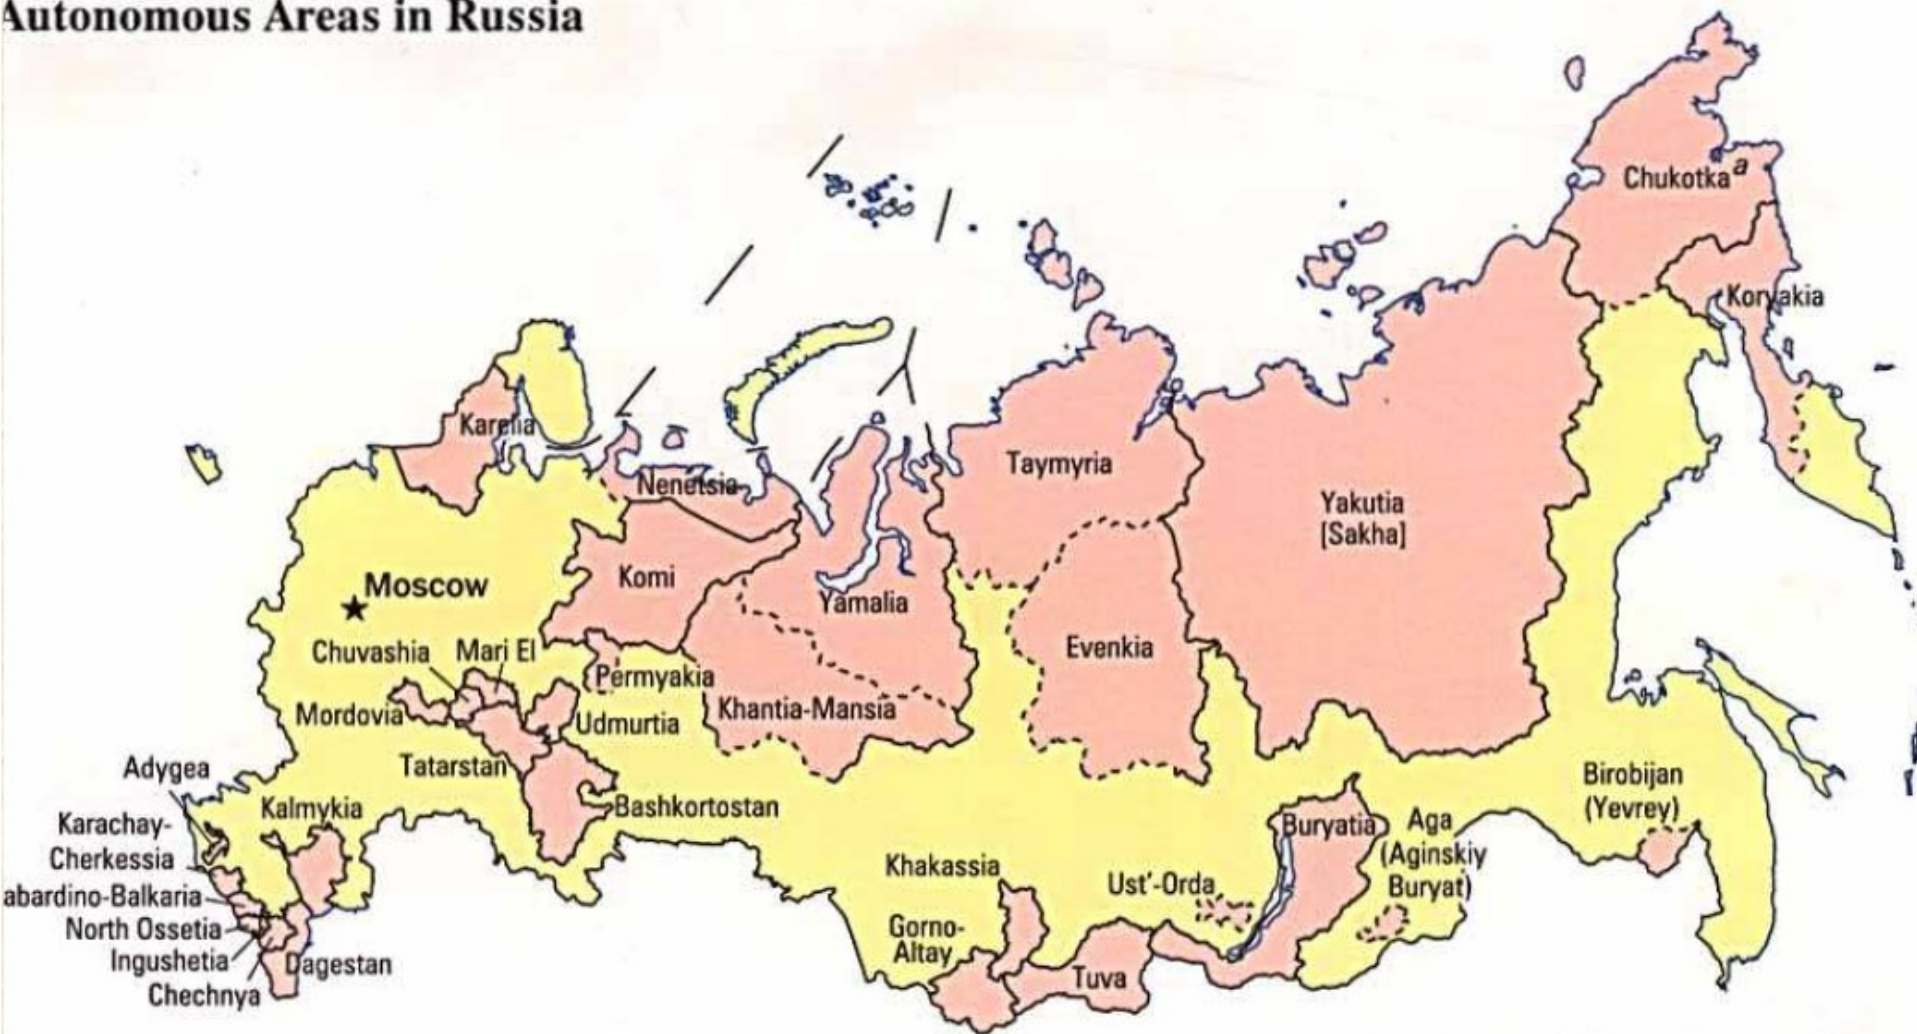 Autonomous Areas in Russia
Chukotka a
Koryakia
Karelia
Nenetsia
Taymyria
Yakutia
[Sakha]
Moscow
Komi
Yamalia
Evenkia
Chuvashia
Mari El
Permyakia
Mordovia
Khantia-Mansia
Udmurtia
Adygea
Tatarstan
Birobijan
(Yevrey)
Kalmykia
Bashkortostan
Karachay-
Cherkessia
Buryatia
Aga
(Aginskiy
Buryat)
Khakassia
Ust'-Orda
abardino-Balkaria
North Ossetia
Gorno-
Altay
Ingushetia
Dagestan
Tuva
Chechnya